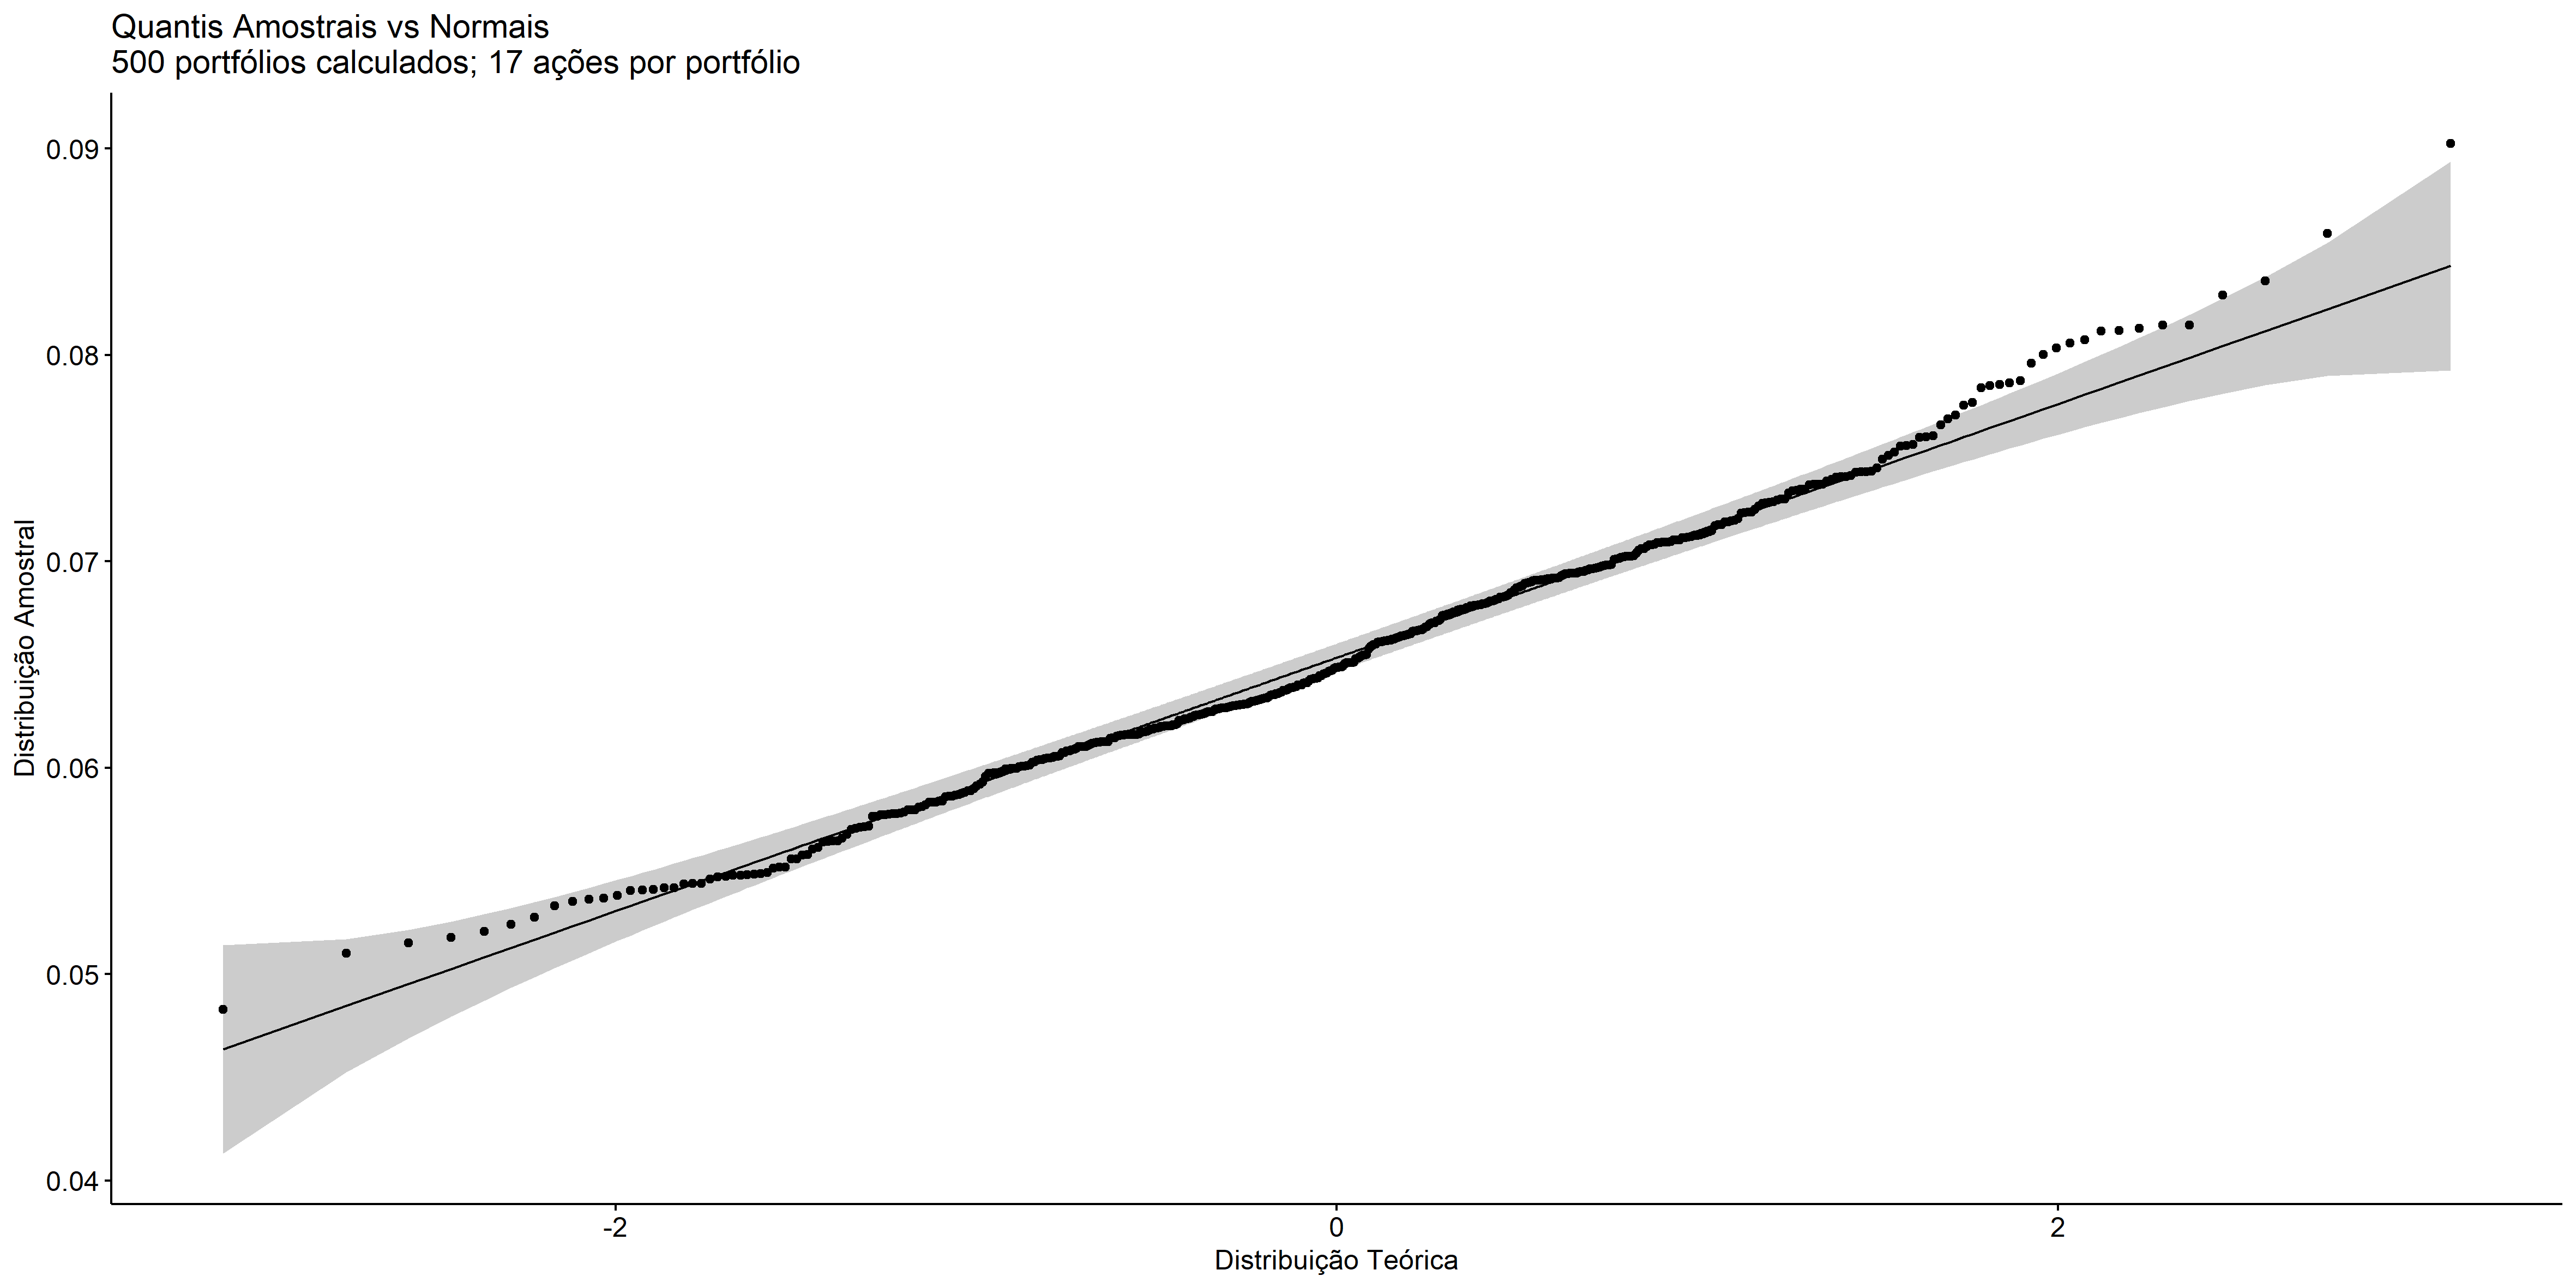 Quantis Amostrais vs Normais
500 portfólios calculados; 17 ações por portfólio
Distribuição Amostral
0.09
0.08
0.07
0.06
0.05
0.04
-2
0
2
Distribuição Teórica